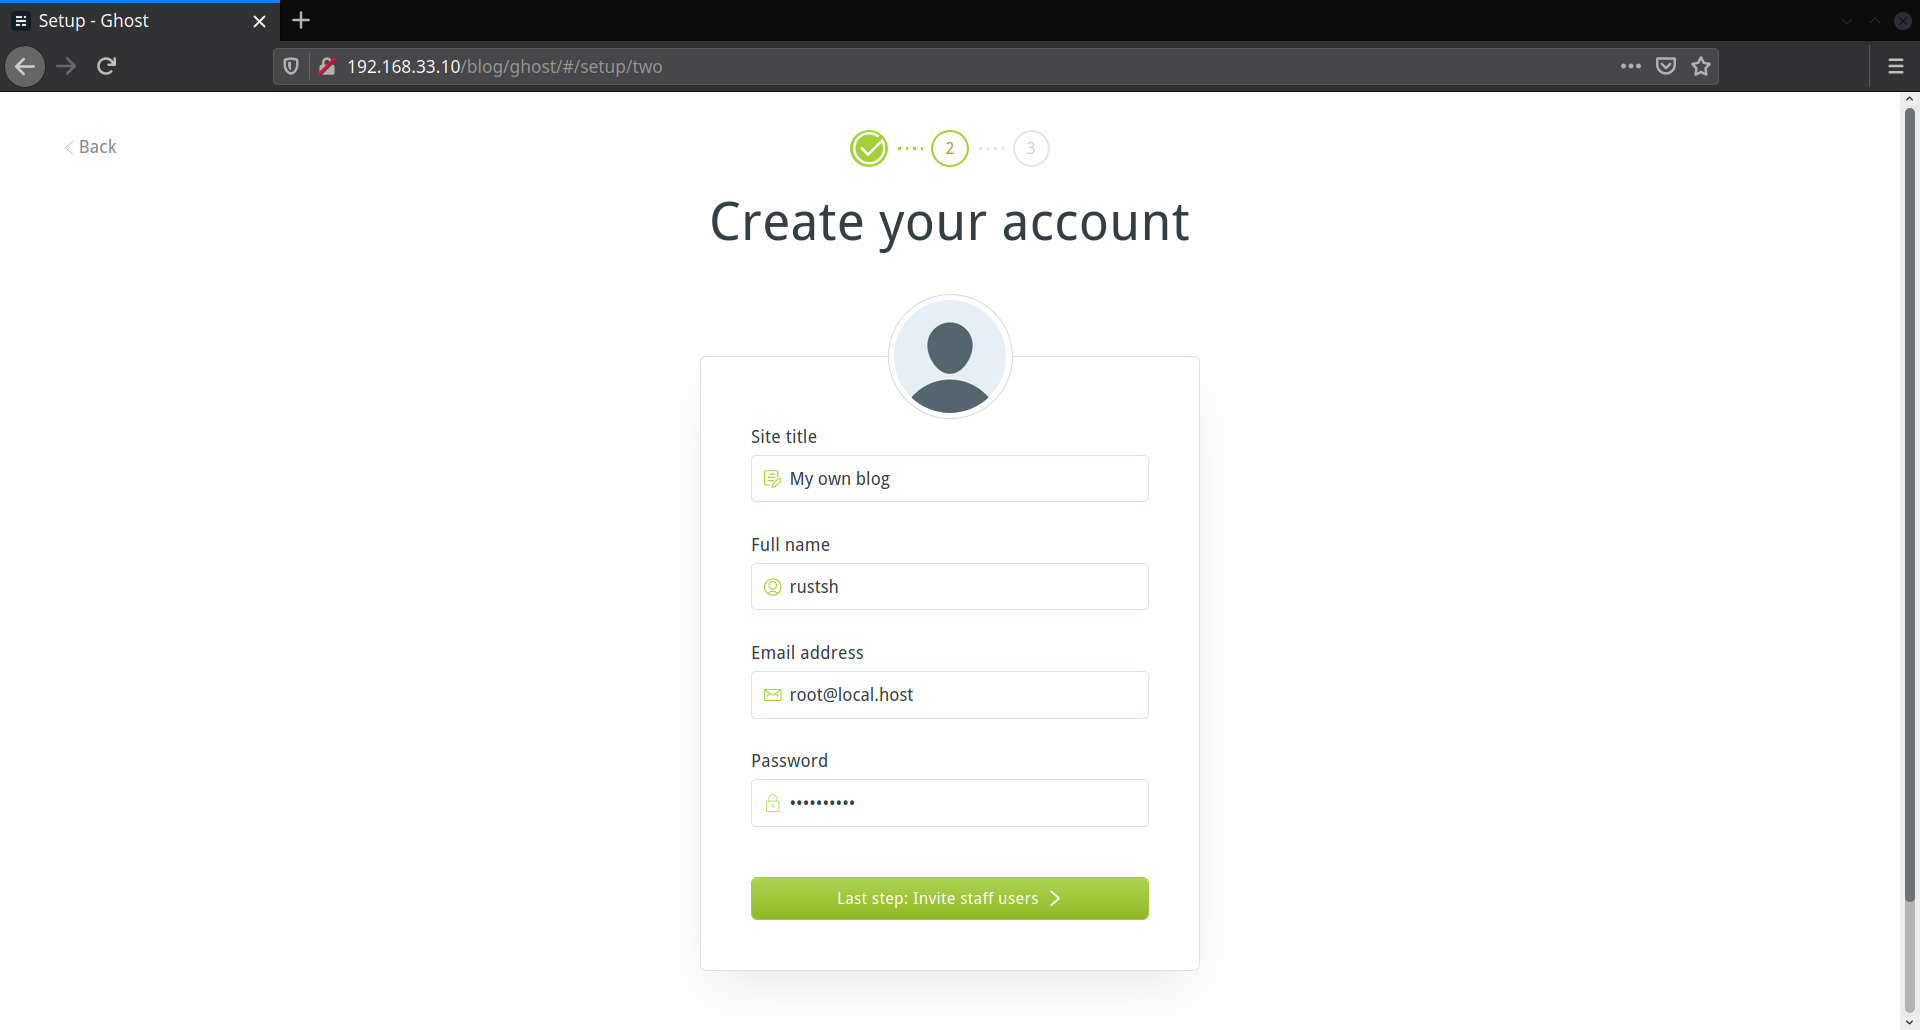 Setup - Ghost
192.168.33.10/blog/ghost/#/setup/two
Back
2
3
Create your account
Site title
My own blog
Full name
rustsh
Email address
root@local.host
Password
••••••••••
Last step: Invite staff users